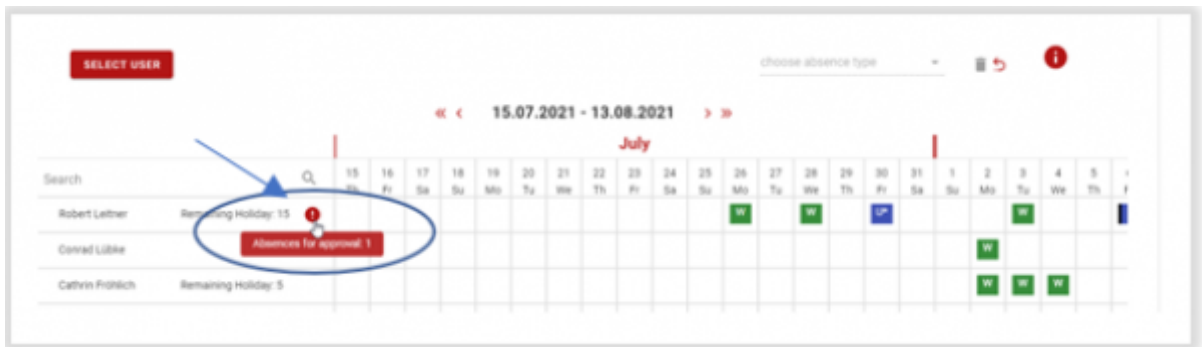 SELECT USER
choose absence type
« < 15.07.2021 - 13.08.2021 > »
July
Search 15 16 17 18 19 20 21 22 23 24 25 26 27 28 29 30 31 1 2 3 4 5
Th Fr Sa Su Mo Tu We Th Fr Sa Su Mo Tu We Th Fr Sa Su Mo Tu We Th
Robert Leitner Remaining Holiday: 15 W W U* W
Absences for approval: 1
Conrad Lübke W
Cathrin Fröhlich Remaining Holiday: 5 W W W